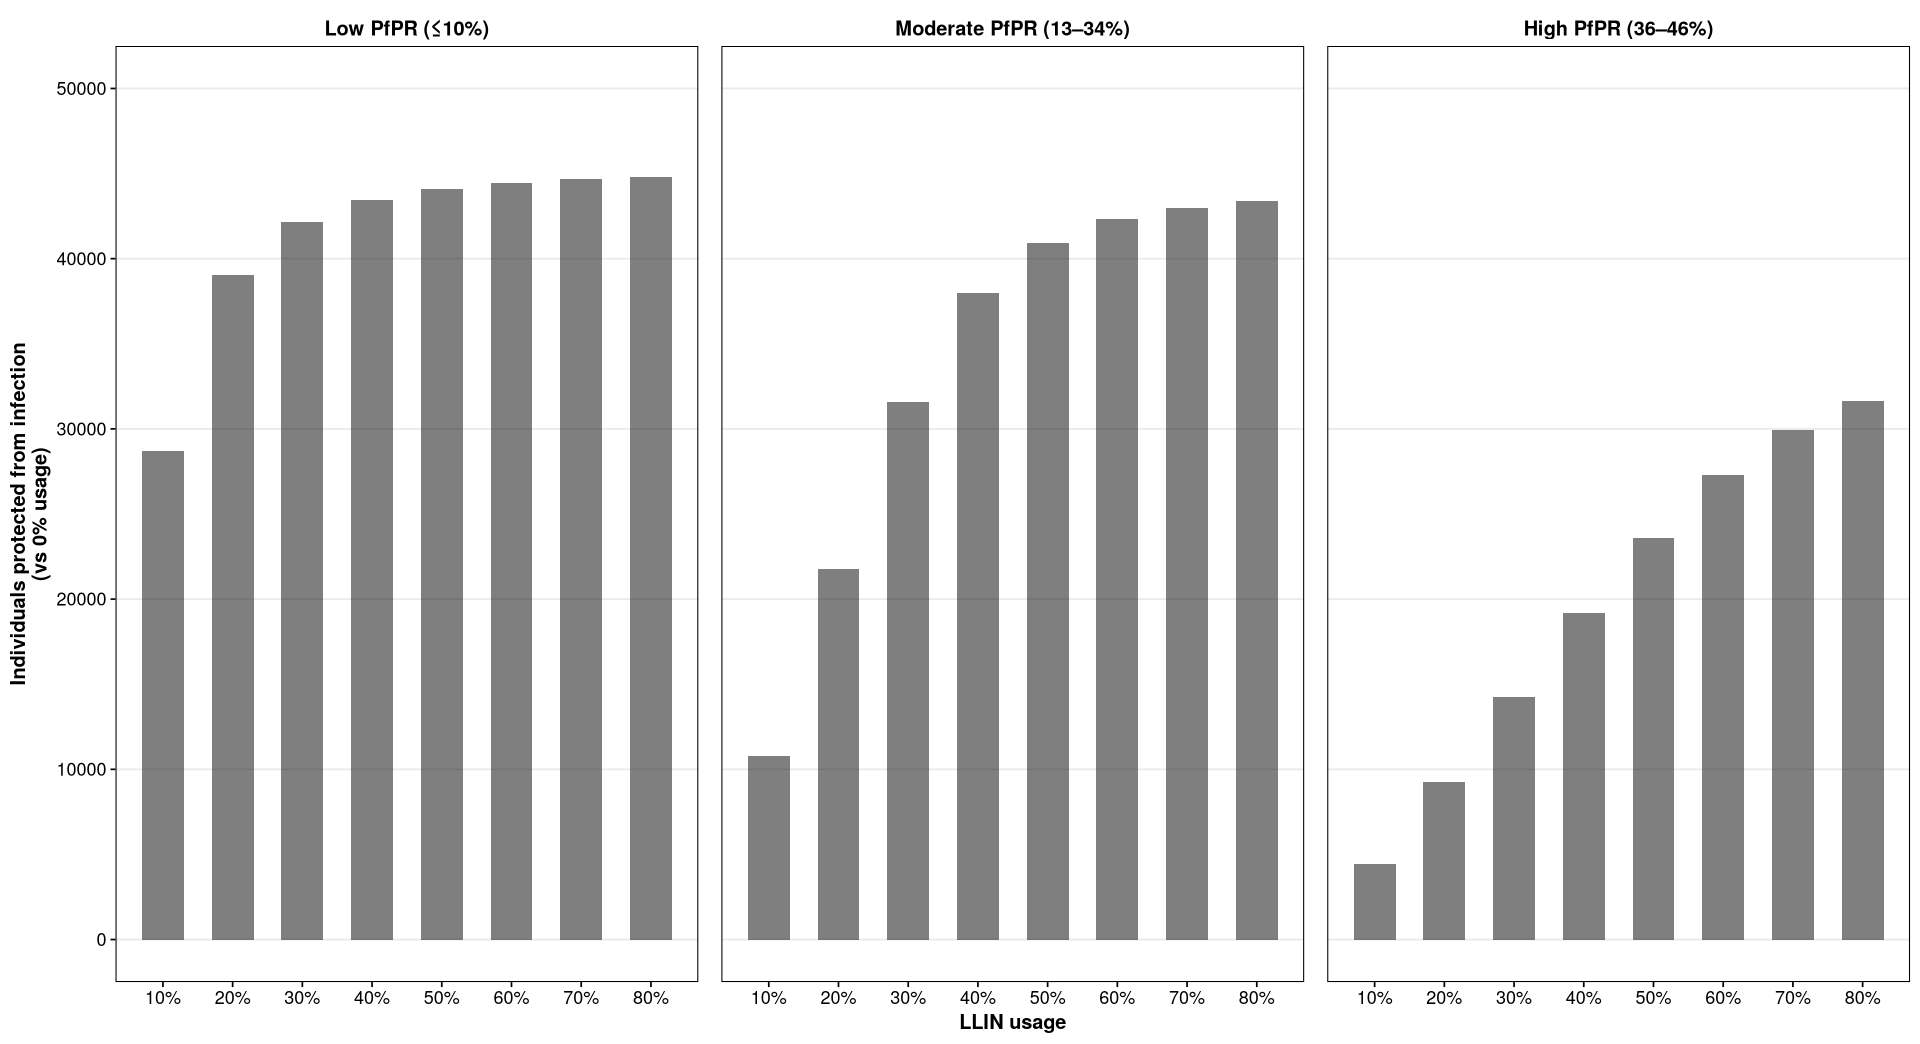 Low PfPR (≤10%)
Moderate PfPR (13–34%)
High PfPR (36–46%)
Individuals protected from infection
(vs 0% usage)
50000
40000
30000
20000
10000
0
10% 20% 30% 40% 50% 60% 70% 80%
10% 20% 30% 40% 50% 60% 70% 80%
10% 20% 30% 40% 50% 60% 70% 80%
LLIN usage